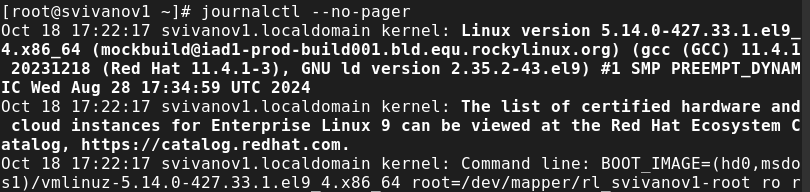 [root@svivanov1 ~]# journalctl --no-pager
Oct 18 17:22:17 svivanov1.localdomain kernel: Linux version 5.14.0-427.33.1.el9_
4.x86_64 (mockbuild@iad1-prod-build001.bld.equ.rockylinux.org) (gcc (GCC) 11.4.1
 20231218 (Red Hat 11.4.1-3), GNU ld version 2.35.2-43.el9) #1 SMP PREEMPT_DYNAM
IC Wed Aug 28 17:34:59 UTC 2024
Oct 18 17:22:17 svivanov1.localdomain kernel: The list of certified hardware and
 cloud instances for Enterprise Linux 9 can be viewed at the Red Hat Ecosystem C
atalog, https://catalog.redhat.com.
Oct 18 17:22:17 svivanov1.localdomain kernel: Command line: BOOT_IMAGE=(hd0,msdo
s1)/vmlinuz-5.14.0-427.33.1.el9_4.x86_64 root=/dev/mapper/rl_svivanov1-root ro r